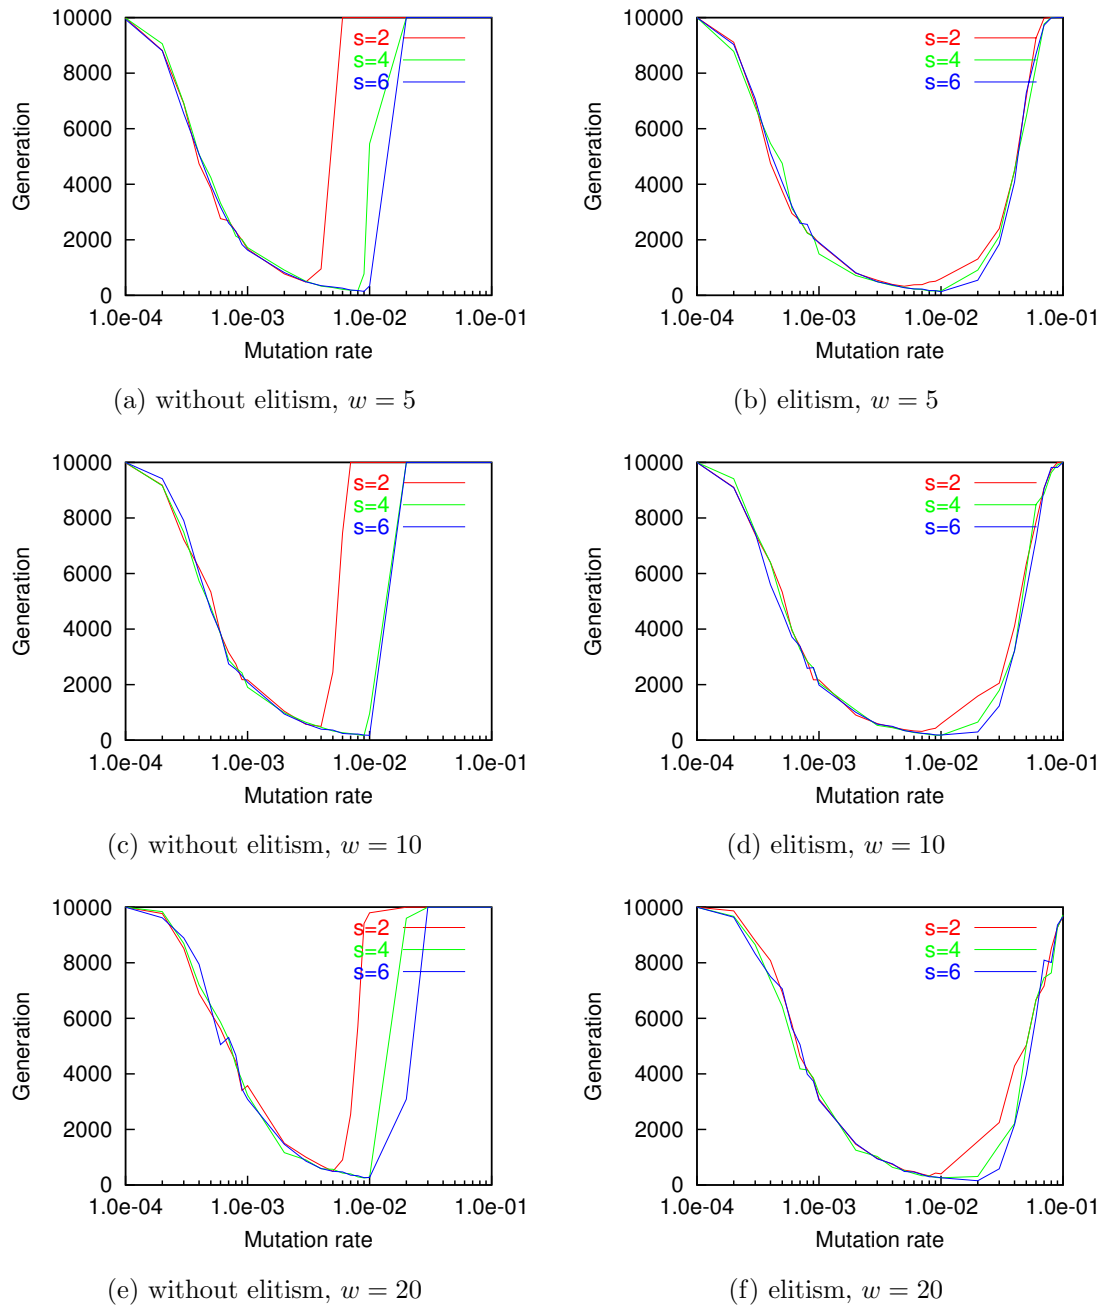 10000
8000
6000
4000
2000
0
Generation
1.0e-04 1.0e-03 1.0e-02 1.0e-01
Mutation rate
s=2
s=4
s=6
(a) without elitism, w = 5
10000
8000
6000
4000
2000
0
Generation
1.0e-04 1.0e-03 1.0e-02 1.0e-01
Mutation rate
s=2
s=4
s=6
(b) elitism, w = 5
10000
8000
6000
4000
2000
0
Generation
1.0e-04 1.0e-03 1.0e-02 1.0e-01
Mutation rate
s=2
s=4
s=6
(c) without elitism, w = 10
10000
8000
6000
4000
2000
0
Generation
1.0e-04 1.0e-03 1.0e-02 1.0e-01
Mutation rate
s=2
s=4
s=6
(d) elitism, w = 10
10000
8000
6000
4000
2000
0
Generation
1.0e-04 1.0e-03 1.0e-02 1.0e-01
Mutation rate
s=2
s=4
s=6
(e) without elitism, w = 20
10000
8000
6000
4000
2000
0
Generation
1.0e-04 1.0e-03 1.0e-02 1.0e-01
Mutation rate
s=2
s=4
s=6
(f) elitism, w = 20